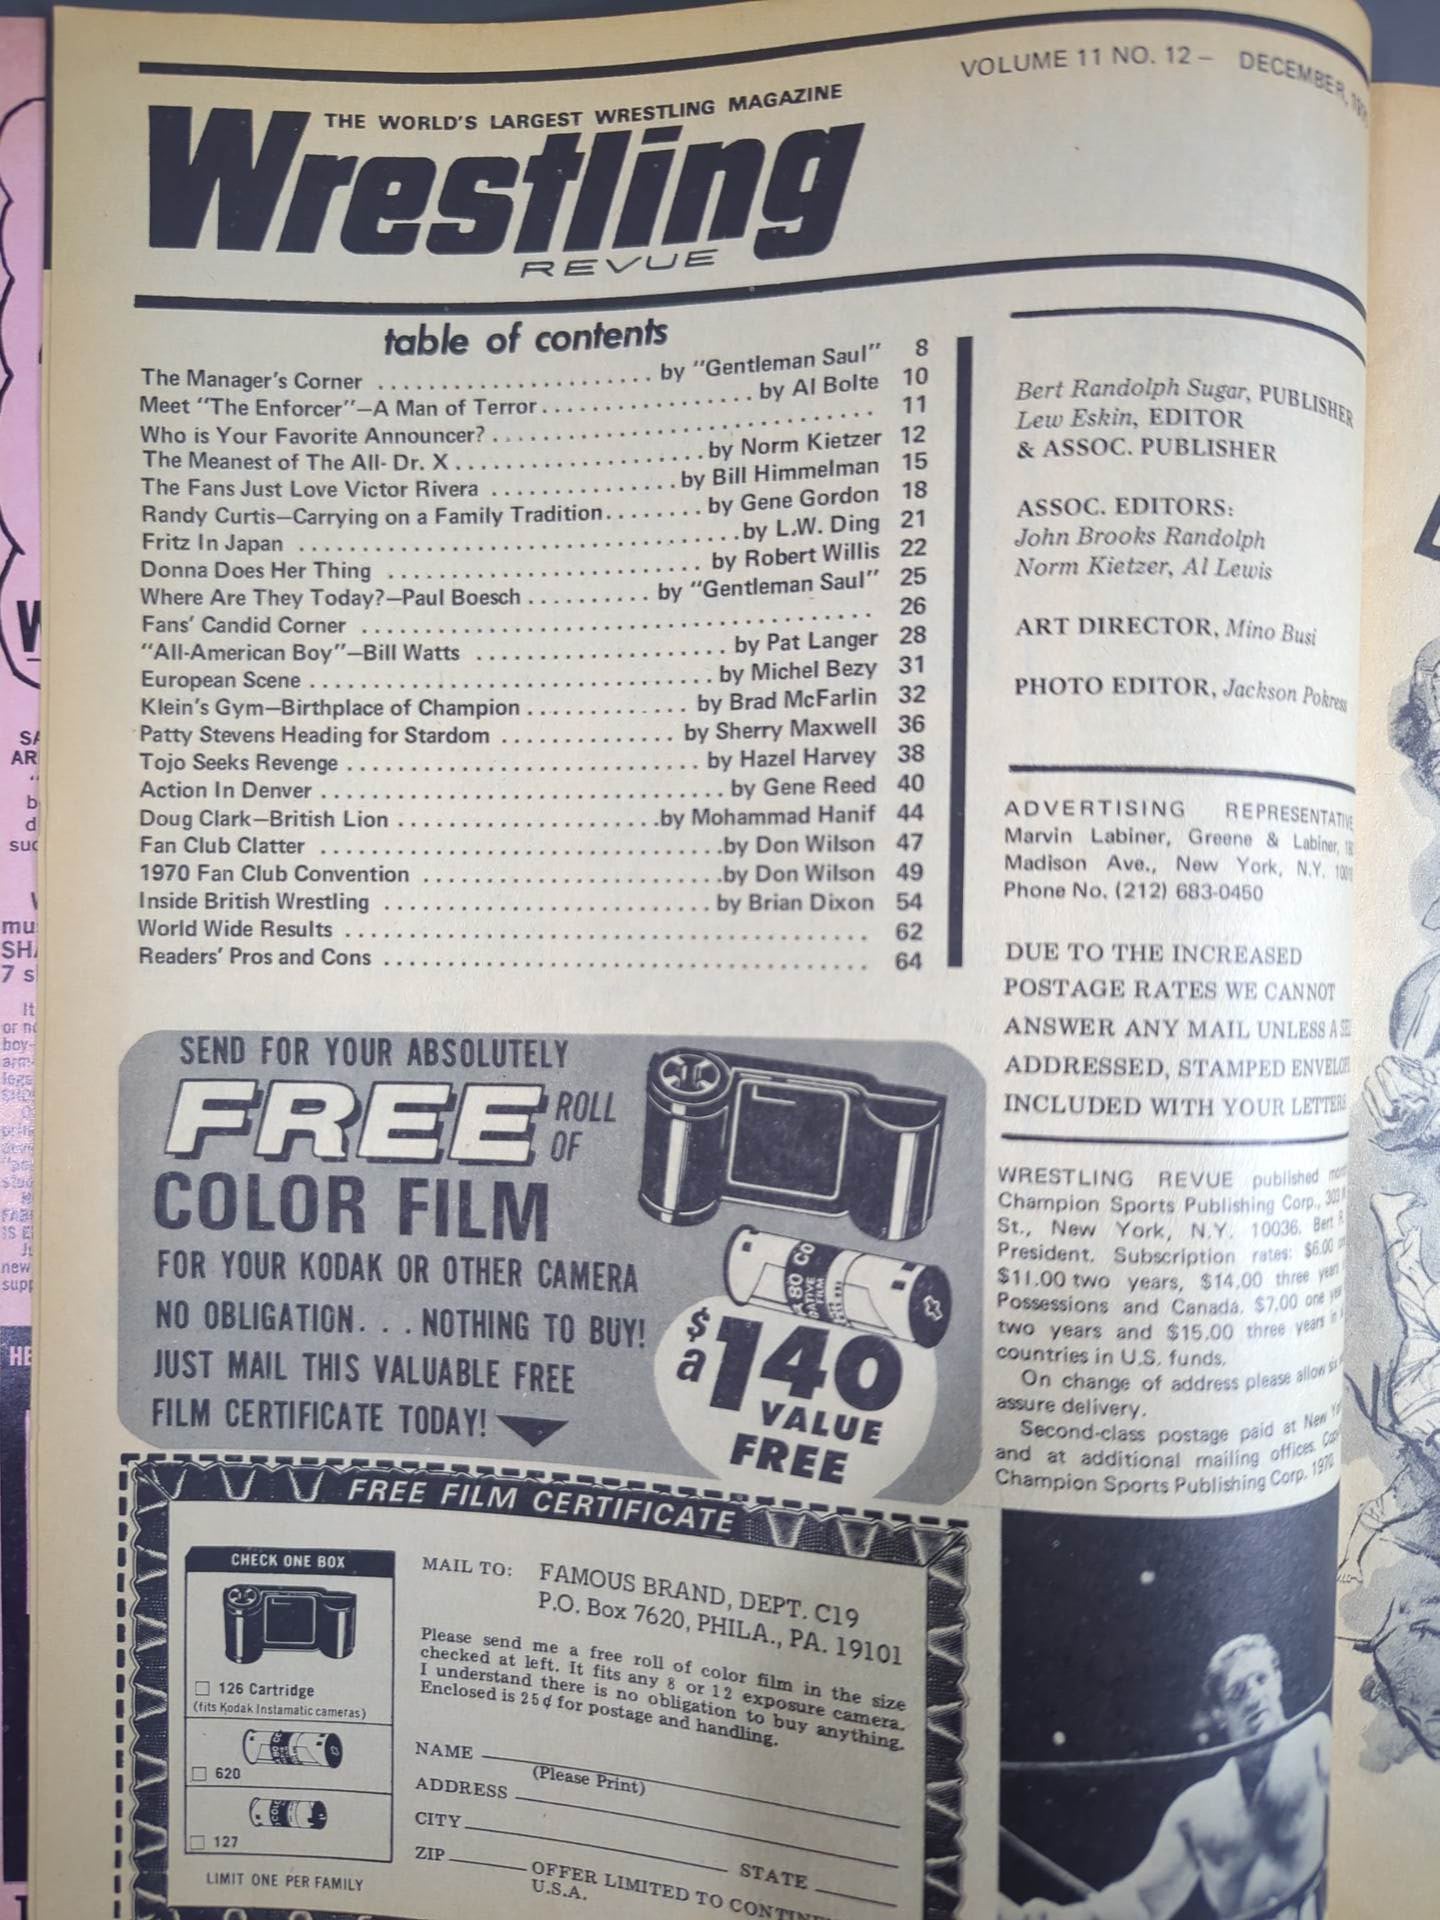 VOLUME 11 NO. 12 — DECEMBER,
THE WORLD'S LARGEST WRESTLING MAGAZINE
Wrestling
REVUE
table of contents
The Manager's Corner . . . . . . . . . . . . . . . . . . . . . . by "Gentleman Saul" 8
Meet "The Enforcer"—A Man of Terror . . . . . . . . . . . . . . . . . by Al Bolte 10
Who is Your Favorite Announcer? . . . . . . . . . . . . . . . . . . . . . . . . . . . . . . 11
The Meanest of The All- Dr. X . . . . . . . . . . . . . . . . . . . . by Norm Kietzer 12
The Fans Just Love Victor Rivera . . . . . . . . . . . . . . . by Bill Himmelman 15
Randy Curtis—Carrying on a Family Tradition . . . . . . . . by Gene Gordon 18
Fritz In Japan . . . . . . . . . . . . . . . . . . . . . . . . . . . . . . . . . . . by L.W. Ding 21
Donna Does Her Thing . . . . . . . . . . . . . . . . . . . . . . . . . . by Robert Willis 22
Where Are They Today?—Paul Boesch . . . . . . . . . . by "Gentleman Saul" 25
Fans' Candid Corner . . . . . . . . . . . . . . . . . . . . . . . . . . . . . . . . . . . . . . . . 26
"All-American Boy"—Bill Watts . . . . . . . . . . . . . . . . . . . . by Pat Langer 28
European Scene . . . . . . . . . . . . . . . . . . . . . . . . . . . . . . . . by Michel Bezy 31
Klein's Gym—Birthplace of Champion . . . . . . . . . . . . . by Brad McFarlin 32
Patty Stevens Heading for Stardom . . . . . . . . . . . . . . by Sherry Maxwell 36
Tojo Seeks Revenge . . . . . . . . . . . . . . . . . . . . . . . . . . . . by Hazel Harvey 38
Action In Denver . . . . . . . . . . . . . . . . . . . . . . . . . . . . . . . . by Gene Reed 40
Doug Clark—British Lion . . . . . . . . . . . . . . . . . . . . .by Mohammad Hanif 44
Fan Club Clatter . . . . . . . . . . . . . . . . . . . . . . . . . . . . . . . .by Don Wilson 47
1970 Fan Club Convention . . . . . . . . . . . . . . . . . . . . . . . .by Don Wilson 49
Inside British Wrestling . . . . . . . . . . . . . . . . . . . . . . . . . . by Brian Dixon 54
World Wide Results . . . . . . . . . . . . . . . . . . . . . . . . . . . . . . . . . . . . . . . . . 62
Readers' Pros and Cons . . . . . . . . . . . . . . . . . . . . . . . . . . . . . . . . . . . . . . 64
Bert Randolph Sugar, PUBLISHER
Lew Eskin, EDITOR
& ASSOC. PUBLISHER
ASSOC. EDITORS:
John Brooks Randolph
Norm Kietzer, Al Lewis
ART DIRECTOR, Mino Busi
PHOTO EDITOR, Jackson Pokress
ADVERTISING REPRESENTATIVE
Marvin Labiner, Greene & Labiner,
Madison Ave., New York, N.Y.
Phone No. (212) 683-0450
DUE TO THE INCREASED
POSTAGE RATES WE CANNOT
ANSWER ANY MAIL UNLESS A
ADDRESSED, STAMPED
INCLUDED WITH YOUR LETTERS
WRESTLING REVUE published
Champion Sports Publishing Corp., 303
St., New York, N.Y. 10036. Bert
President. Subscription rates: $6.00
$11.00 two years, $14.00 three years
Possessions and Canada, $7.00 one
two years and $15.00 three years
countries in U.S. funds.
On change of address please allow
assure delivery.
Second-class postage paid at New
and at additional mailing offices.
Champion Sports Publishing Corp. 1970.
SEND FOR YOUR ABSOLUTELY
FREE ROLL OF
COLOR FILM
FOR YOUR KODAK OR OTHER CAMERA
NO OBLIGATION. . . NOTHING TO BUY!
JUST MAIL THIS VALUABLE FREE
FILM CERTIFICATE TODAY!
80 CO
a $1 40
VALUE
FREE
FREE FILM CERTIFICATE
CHECK ONE BOX
126 Cartridge
(fits Kodak Instamatic cameras)
620
127
LIMIT ONE PER FAMILY
MAIL TO: FAMOUS BRAND, DEPT. C19
P.O. Box 7620, PHILA., PA. 19101
Please send me a free roll of color film in the size
checked at left. It fits any 8 or 12 exposure camera.
I understand there is no obligation to buy anything.
Enclosed is 25¢ for postage and handling.
NAME
(Please Print)
ADDRESS
CITY
STATE
ZIP
OFFER LIMITED TO
U.S.A.